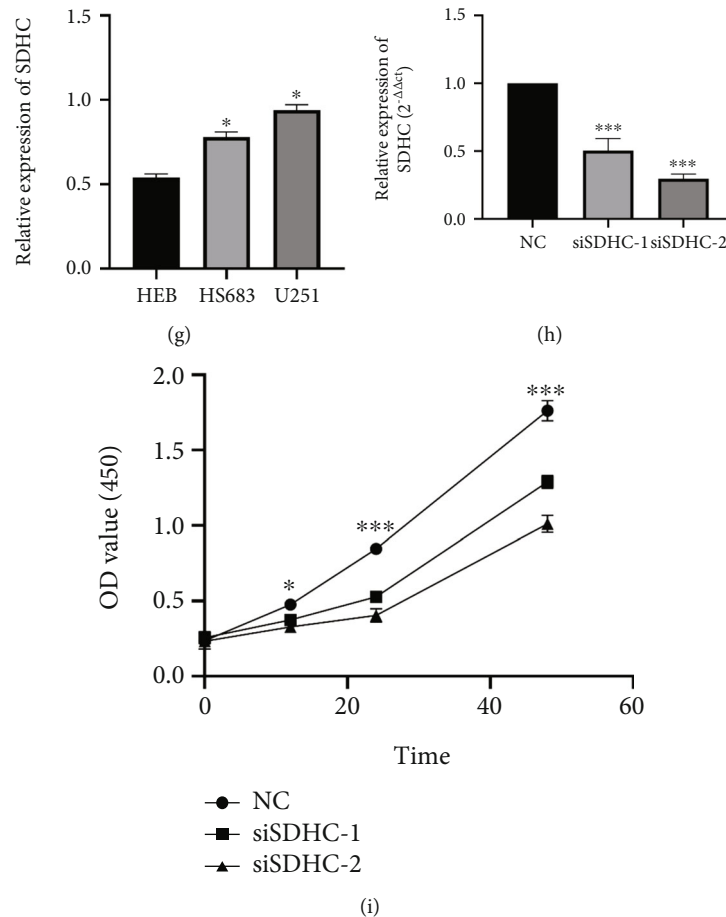 Relative expression of SDHC
1.5
1.0
0.5
0.0
*
*
HEB HS683 U251
(g)
Relative expression of
SDHC (2-ΔΔct)
1.5
1.0
0.5
0.0
***
***
NC siSDHC-1 siSDHC-2
(h)
OD value (450)
2.0
1.5
1.0
0.5
0.0
*
***
***
0 20 40 60
Time
NC
siSDHC-1
siSDHC-2
(i)